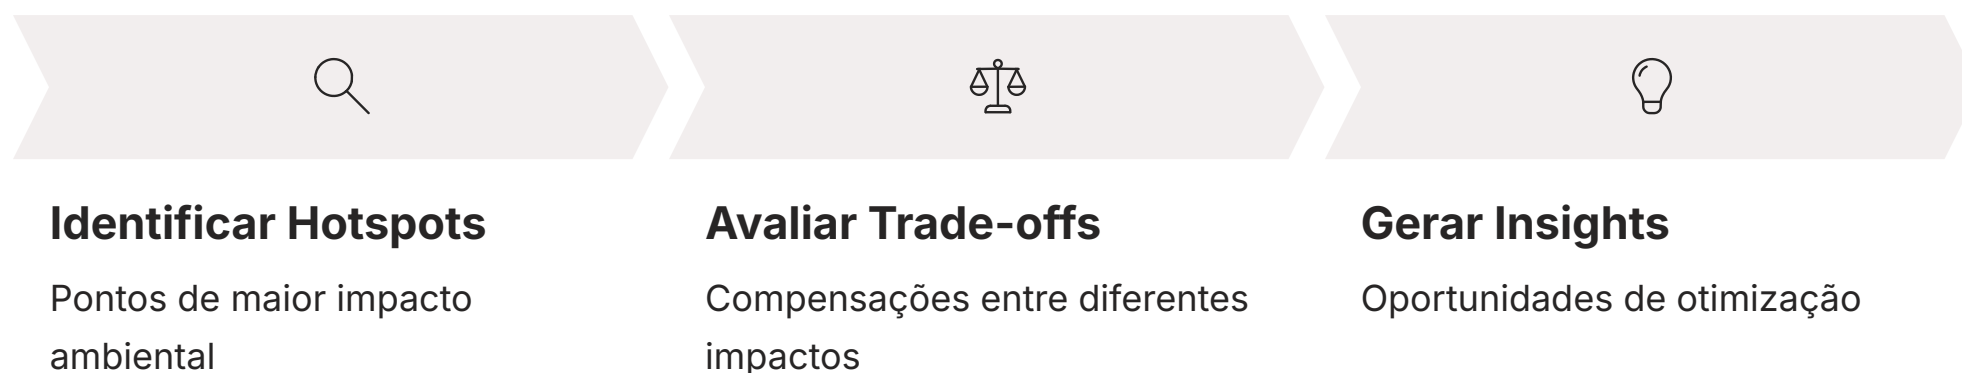 Identificar Hotspots
Pontos de maior impacto
ambiental
Avaliar Trade-offs
Compensações entre diferentes
impactos
Gerar Insights
Oportunidades de otimização